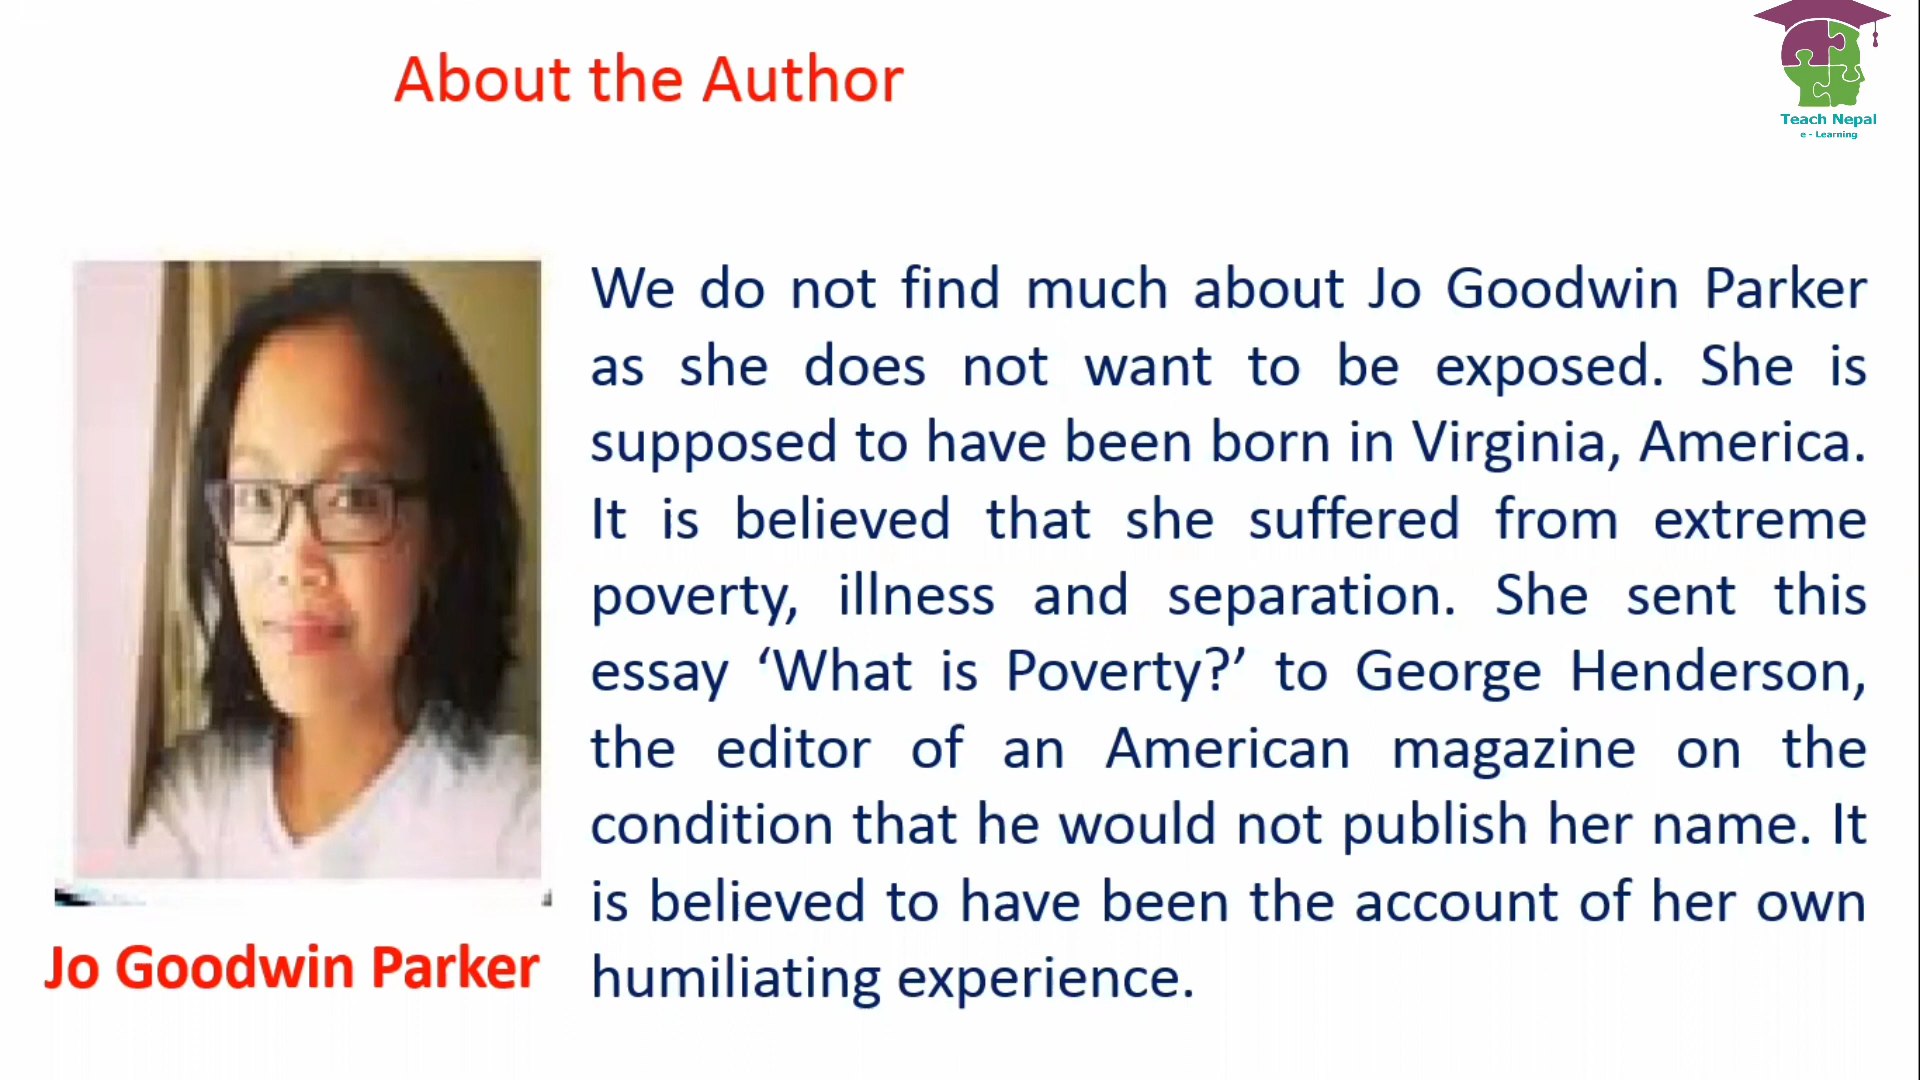 About the Author
Teach Nepal
e - Learning
We do not find much about Jo Goodwin Parker
as she does not want to be exposed. She is
supposed to have been born in Virginia, America.
It is believed that she suffered from extreme
poverty, illness and separation. She sent this
essay ‘What is Poverty?’ to George Henderson,
the editor of an American magazine on the
condition that he would not publish her name. It
is believed to have been the account of her own
humiliating experience.
Jo Goodwin Parker